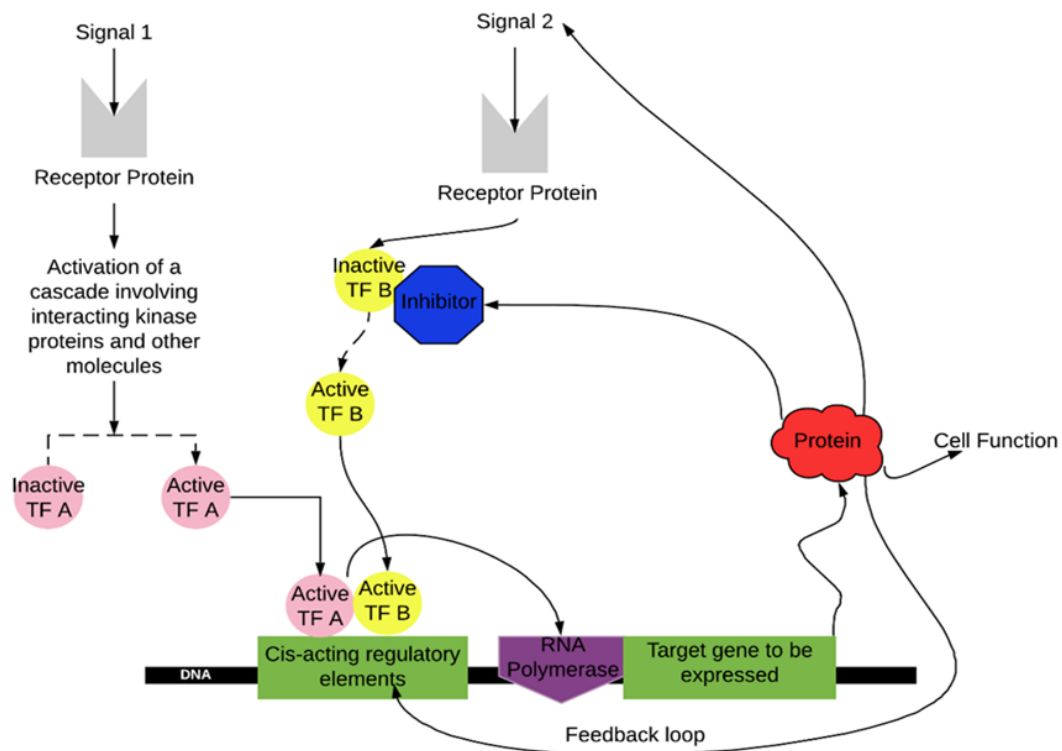 Signal 1
Receptor Protein
Activation of a
cascade involving
interacting kinase
proteins and other
molecules
Inactive
TF A
Active
TF A
Signal 2
Receptor Protein
Inactive
TF B
Inhibitor
Active
TF B
Active
TF A
Active
TF B
Protein
Cell Function
DNA
Cis-acting regulatory
elements
RNA
Polymerase
Target gene to be
expressed
Feedback loop